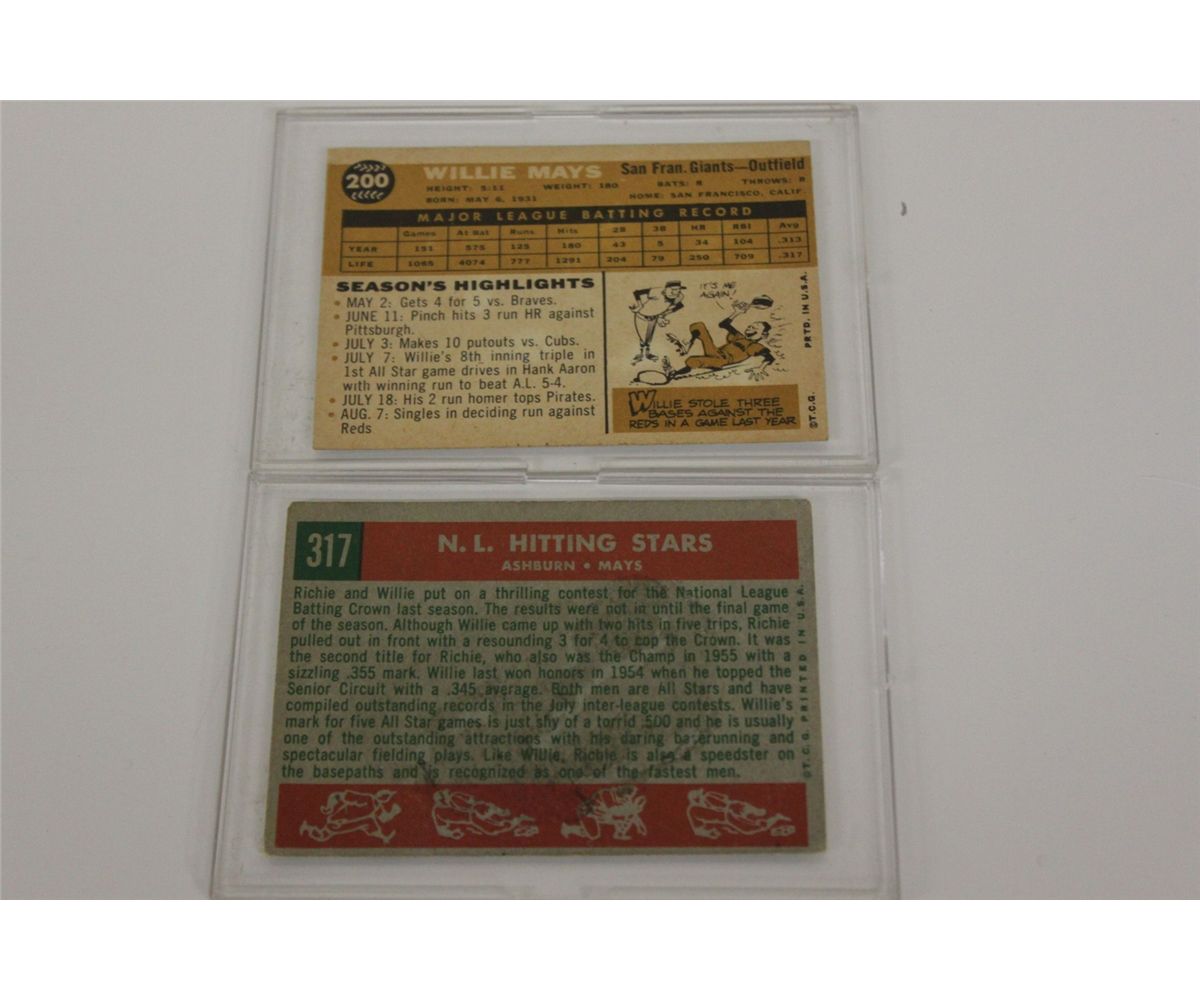 200
WILLIE MAYS San Fran. Giants—Outfield
HEIGHT: 5:11 WEIGHT: 180 BATS: R THROWS: R
BORN: MAY 6, 1931 HOME: SAN FRANCISCO, CALIF.
MAJOR LEAGUE BATTING RECORD
Games At Bat Runs Hits 2B 3B HR RBI Avg
YEAR 151 575 125 180 43 5 34 104 .313
LIFE 1065 4074 777 1291 204 79 250 709 .317
SEASON'S HIGHLIGHTS
• MAY 2: Gets 4 for 5 vs. Braves.
• JUNE 11: Pinch hits 3 run HR against
Pittsburgh.
• JULY 3: Makes 10 putouts vs. Cubs.
• JULY 7: Willie's 8th inning triple in
1st All Star game drives in Hank Aaron
with winning run to beat A.L. 5-4.
• JULY 18: His 2 run homer tops Pirates.
• AUG. 7: Singles in deciding run against
Reds
IT'S ME
AGAIN!
WILLIE STOLE THREE
BASES AGAINST THE
REDS IN A GAME LAST YEAR
©T.C.G. PRTD. IN U.S.A.
317
N. L. HITTING STARS
ASHBURN • MAYS
Richie and Willie put on a thrilling contest for the National League
Batting Crown last season. The results were not in until the final game
of the season. Although Willie came up with two hits in five trips, Richie
pulled out in front with a resounding 3 for 4 to cop the Crown. It was
the second title for Richie, who also was the Champ in 1955 with a
sizzling .355 mark. Willie last won honors in 1954 when he topped the
Senior Circuit with a .345 average. Both men are All Stars and have
compiled outstanding records in the July inter-league contests. Willie's
mark for five All Star games is just shy of a torrid .500 and he is usually
one of the outstanding attractions with his daring baserunning and
spectacular fielding plays. Like Willie, Richie is also a speedster on
the basepaths and is recognized as one of the fastest men.
©T.C.G. PRINTED IN U.S.A.